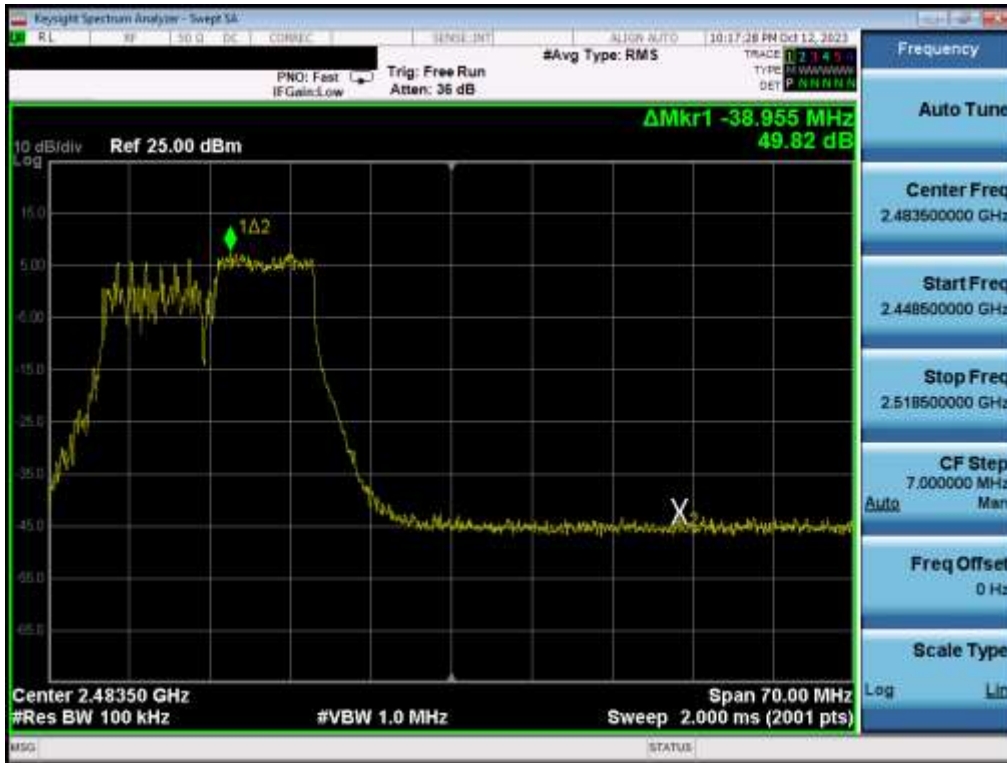 Keysight Spectrum Analyzer - Swept SA
RL RF 50 Ω DC CORREC SENSE:INT ALIGN AUTO 10:17:28 PM Oct 12, 2023
PNO: Fast
IFGain:Low
Trig: Free Run
Atten: 36 dB
#Avg Type: RMS
TRACE 1 2 3 4 5 6
TYPE M WWWWW
DET P N N N N N
ΔMkr1 -38.955 MHz
49.82 dB
10 dB/div Ref 25.00 dBm
Log
15.0
5.00
-5.00
-15.0
-25.0
-35.0
-45.0
-55.0
-65.0
1Δ2
X2
Center 2.48350 GHz Span 70.00 MHz
#Res BW 100 kHz #VBW 1.0 MHz Sweep 2.000 ms (2001 pts)
MSG STATUS
Frequency
Auto Tune
Center Freq
2.483500000 GHz
Start Freq
2.448500000 GHz
Stop Freq
2.518500000 GHz
CF Step
7.000000 MHz
Auto Man
Freq Offset
0 Hz
Scale Type
Log Lin